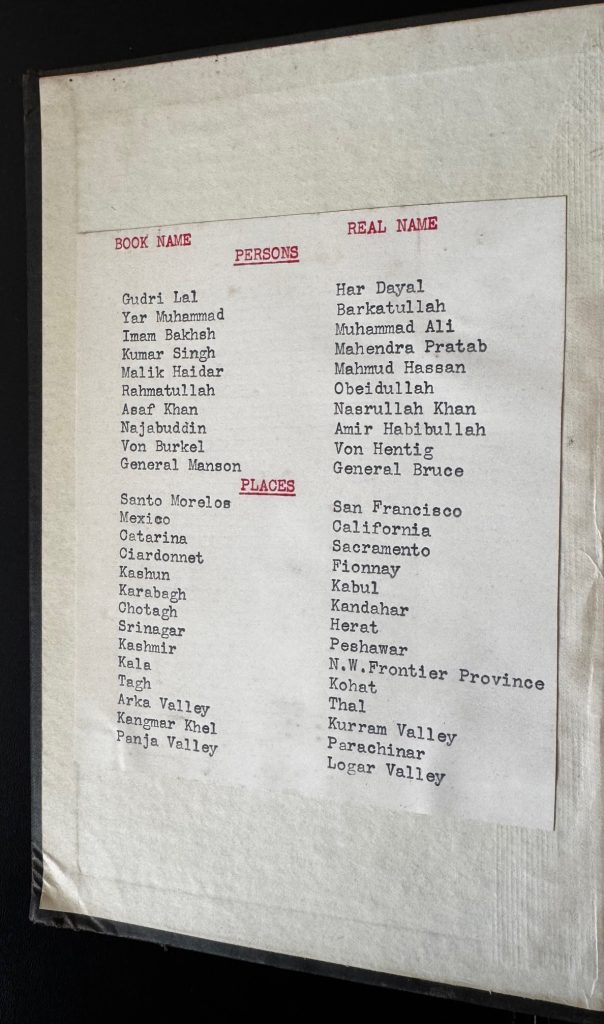 BOOK NAME REAL NAME
PERSONS
Gudri Lal Har Dayal
Yar Muhammad Barkatullah
Imam Bakhsh Muhammad Ali
Kumar Singh Mahendra Pratab
Malik Haidar Mahmud Hassan
Rahmatullah Obeidullah
Asaf Khan Nasrullah Khan
Najabuddin Amir Habibullah
Von Burkel Von Hentig
General Manson General Bruce
PLACES
Santo Morelos San Francisco
Mexico California
Catarina Sacramento
Ciardonnet Fionnay
Kashun Kabul
Karabagh Kandahar
Chotagh Herat
Srinagar Peshawar
Kashmir N.W.Frontier Province
Kala Kohat
Tagh Thal
Arka Valley Kurram Valley
Kangmar Khel Parachinar
Panja Valley Logar Valley